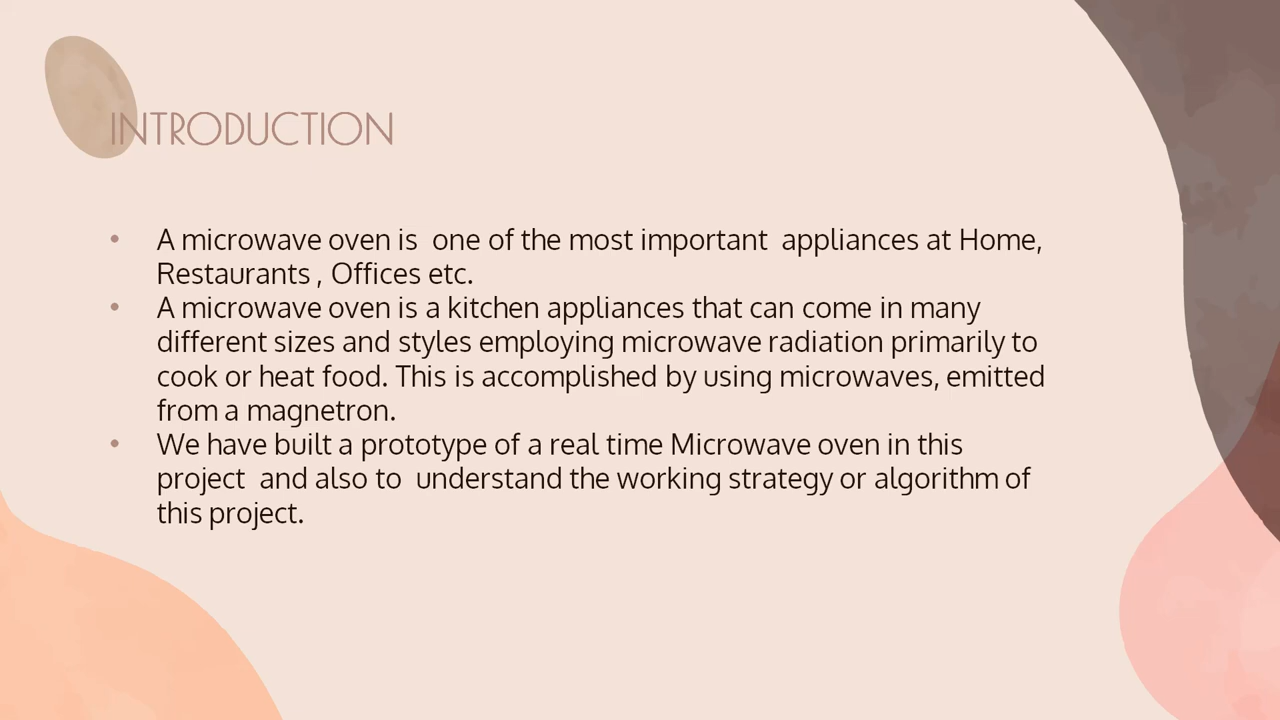 INTRODUCTION
• A microwave oven is  one of the most important  appliances at Home,
Restaurants , Offices etc.
• A microwave oven is a kitchen appliances that can come in many
different sizes and styles employing microwave radiation primarily to
cook or heat food. This is accomplished by using microwaves, emitted
from a magnetron.
• We have built a prototype of a real time Microwave oven in this
project  and also to  understand the working strategy or algorithm of
this project.